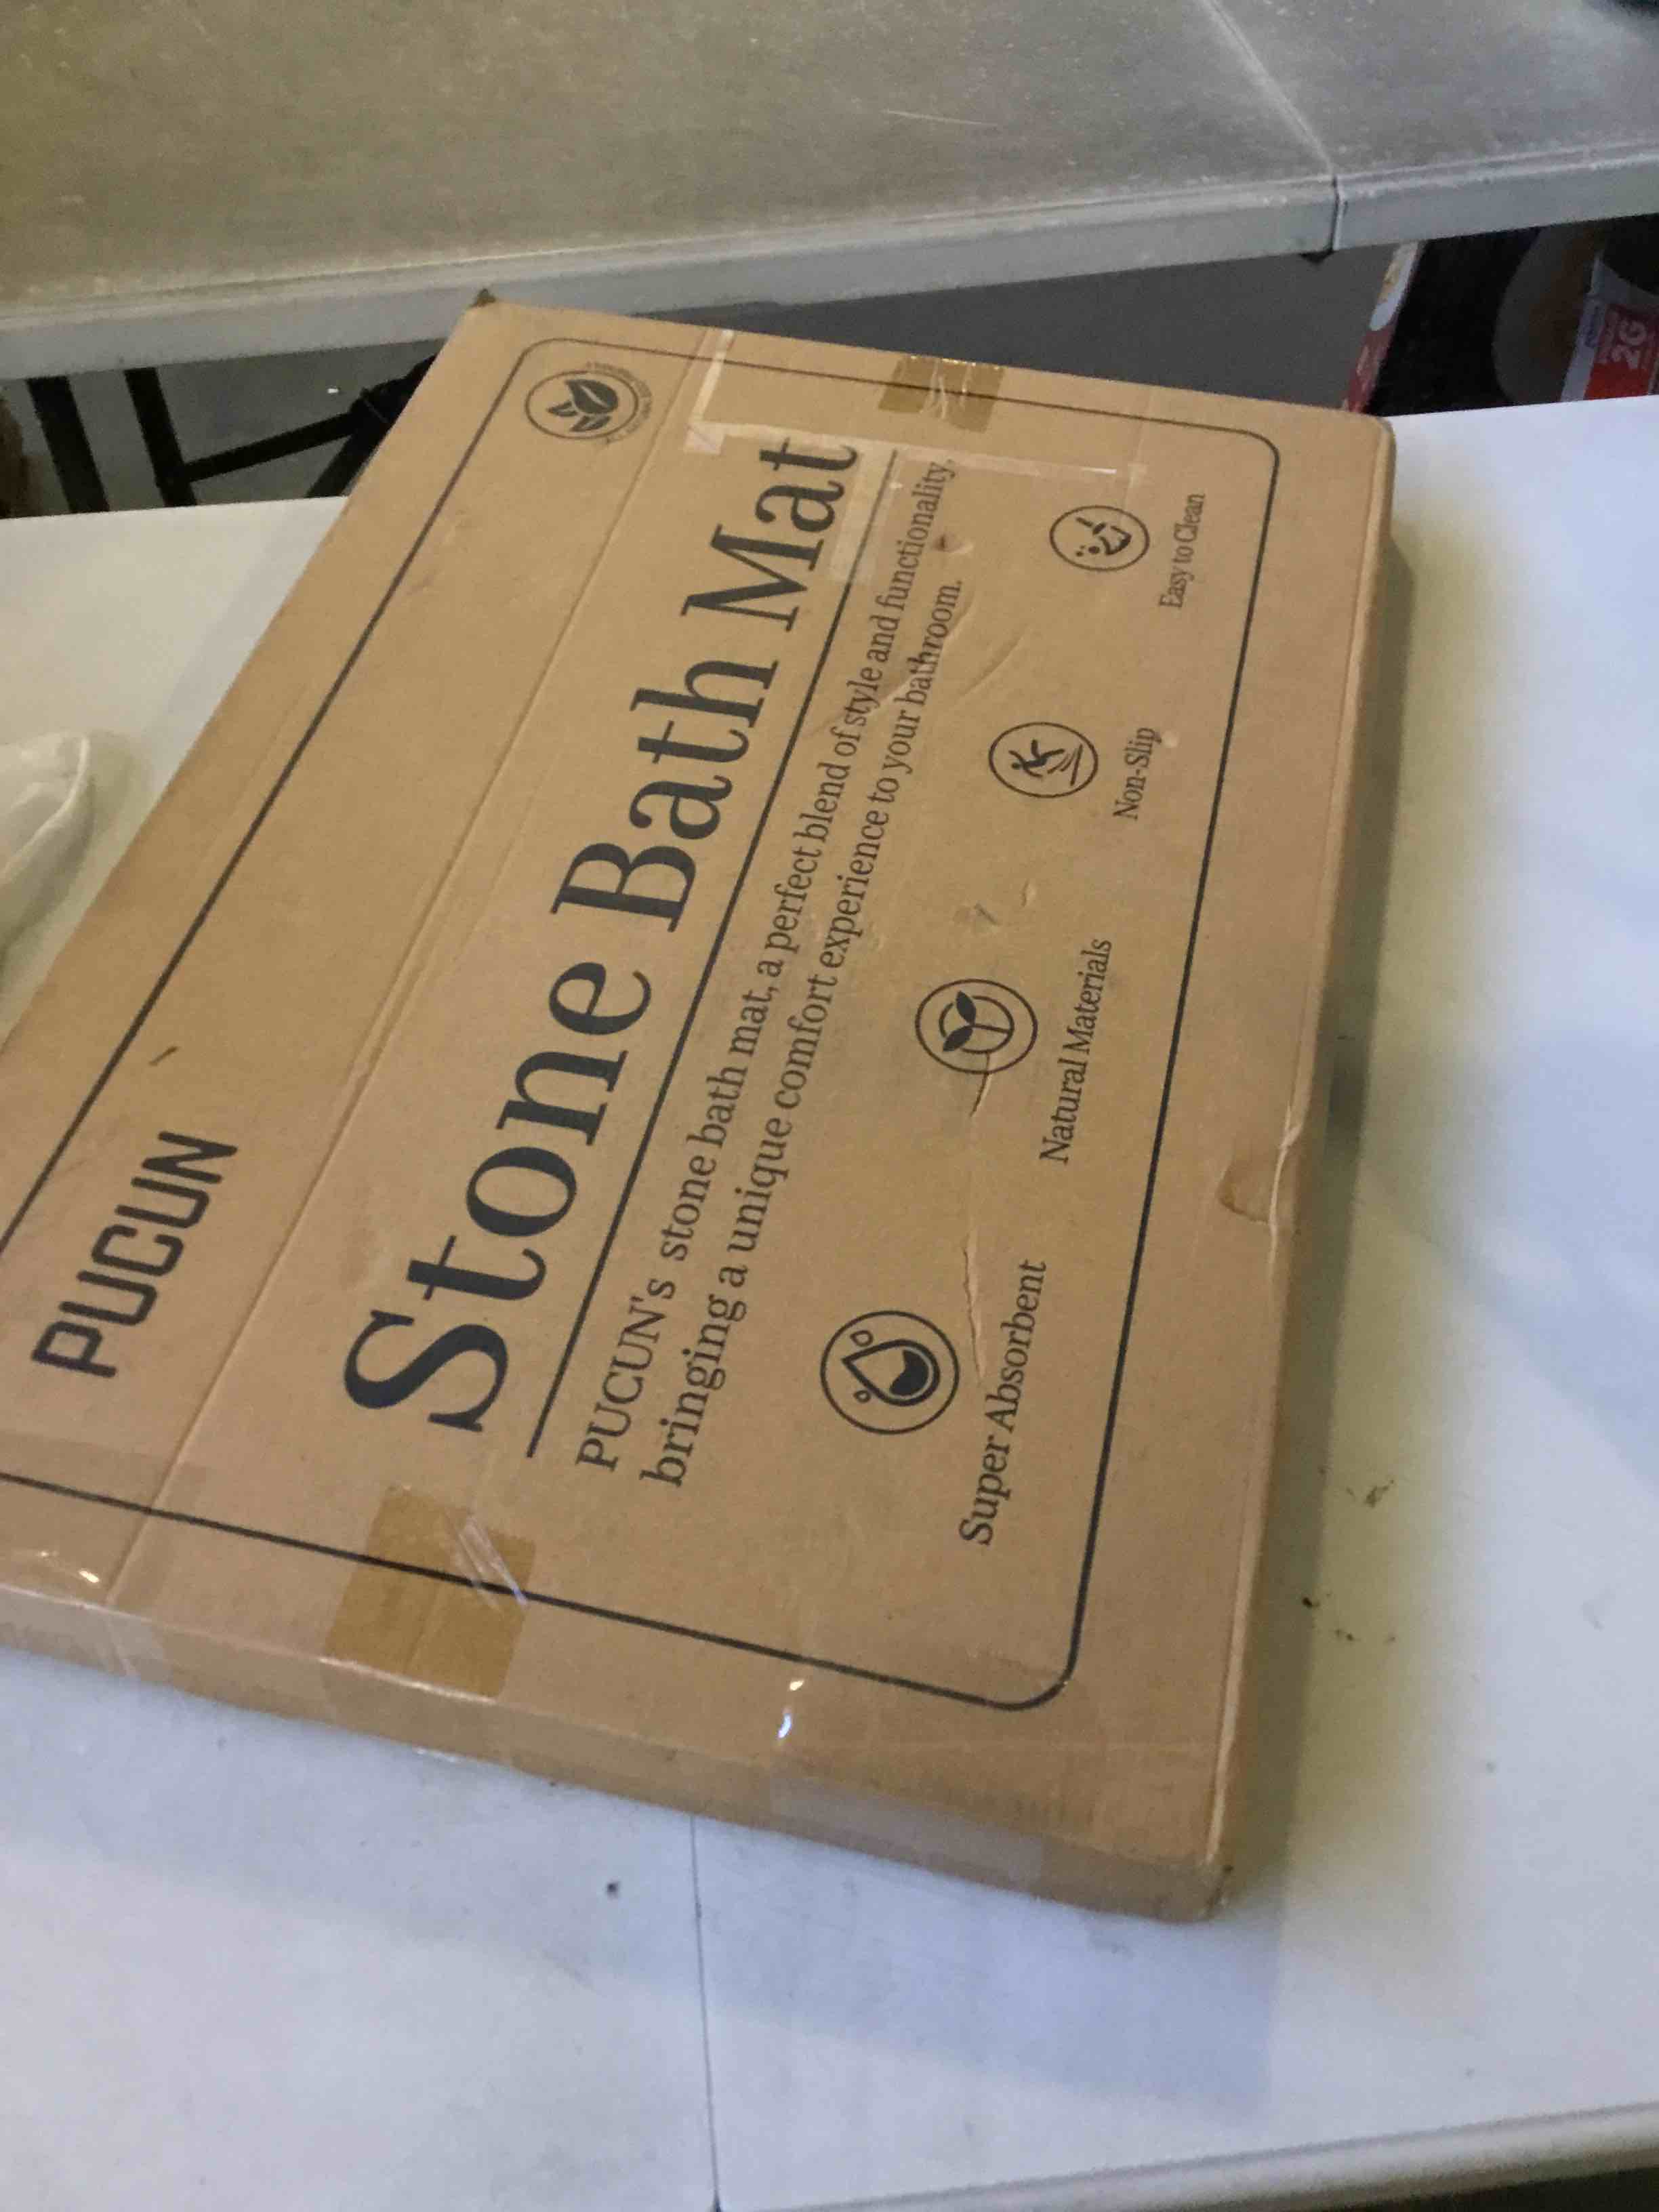 PUCUN
Stone Bath Mat
PUCUN's stone bath mat, a perfect blend of style and functionality,
bringing a unique comfort experience to your bathroom.
Super Absorbent
Natural Materials
Non-Slip
Easy to Clean
2G